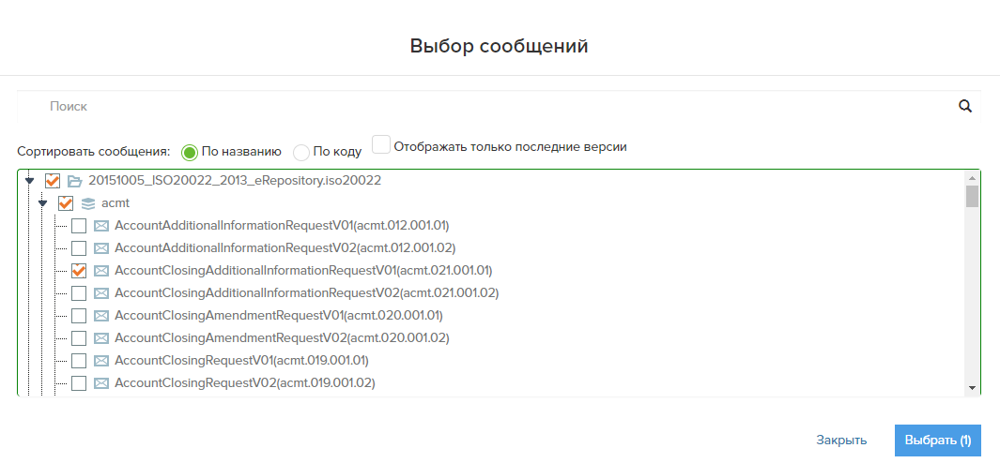 Выбор сообщений
Поиск
Сортировать сообщения: По названию По коду Отображать только последние версии
20151005_ISO20022_2013_eRepository.iso20022
acmt
AccountAdditionalInformationRequestV01(acmt.012.001.01)
AccountAdditionalInformationRequestV02(acmt.012.001.02)
AccountClosingAdditionalInformationRequestV01(acmt.021.001.01)
AccountClosingAdditionalInformationRequestV02(acmt.021.001.02)
AccountClosingAmendmentRequestV01(acmt.020.001.01)
AccountClosingAmendmentRequestV02(acmt.020.001.02)
AccountClosingRequestV01(acmt.019.001.01)
AccountClosingRequestV02(acmt.019.001.02)
Закрыть Выбрать (1)